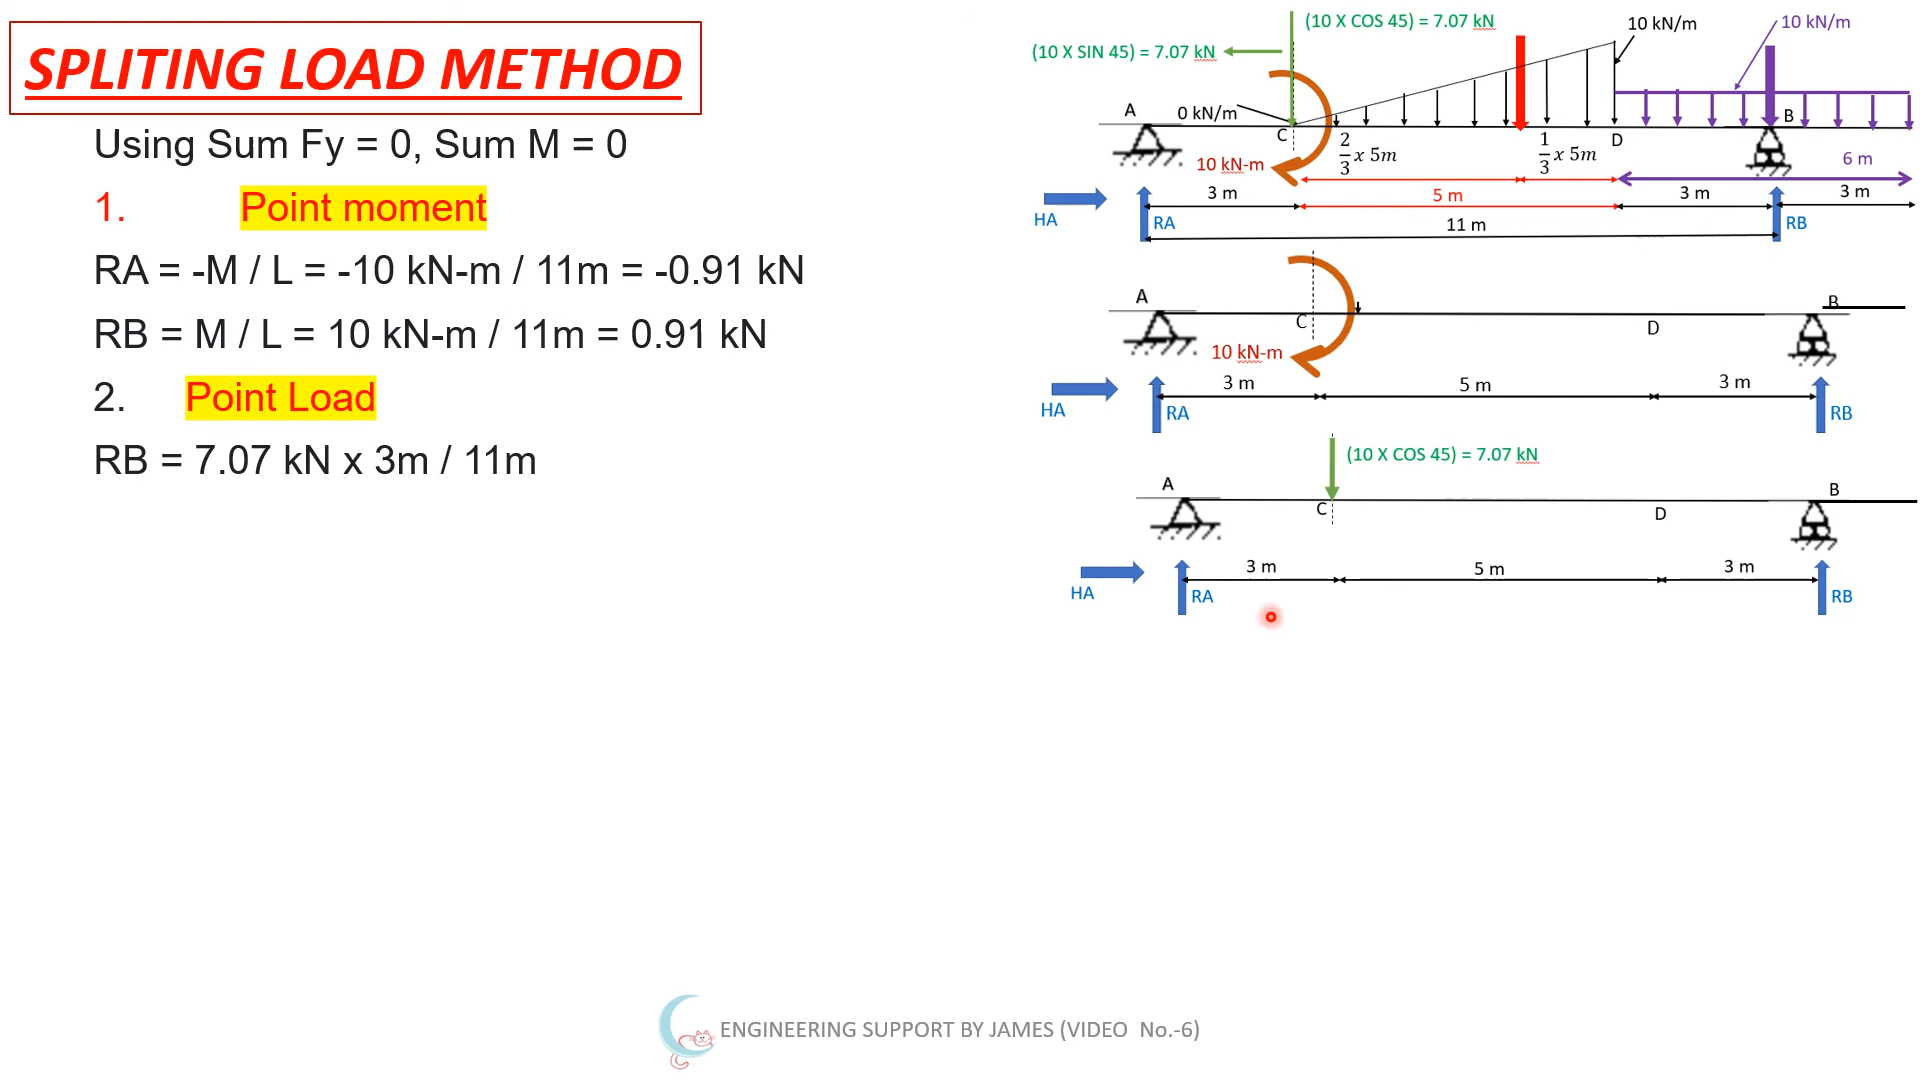 SPLITING LOAD METHOD
Using Sum Fy = 0, Sum M = 0
1. Point moment
RA = -M / L = -10 kN-m / 11m = -0.91 kN
RB = M / L = 10 kN-m / 11m = 0.91 kN
2. Point Load
RB = 7.07 kN x 3m / 11m
(10 X COS 45) = 7.07 kN
10 kN/m
10 kN/m
(10 X SIN 45) = 7.07 kN
A
0 kN/m
B
C
2/3 x 5m
1/3 x 5m
D
10 kN-m
6 m
3 m
5 m
3 m
3 m
HA
RA
11 m
RB
A
B
C
D
10 kN-m
3 m
5 m
3 m
HA
RA
RB
(10 X COS 45) = 7.07 kN
A
B
C
D
3 m
5 m
3 m
HA
RA
RB
ENGINEERING SUPPORT BY JAMES (VIDEO No.-6)